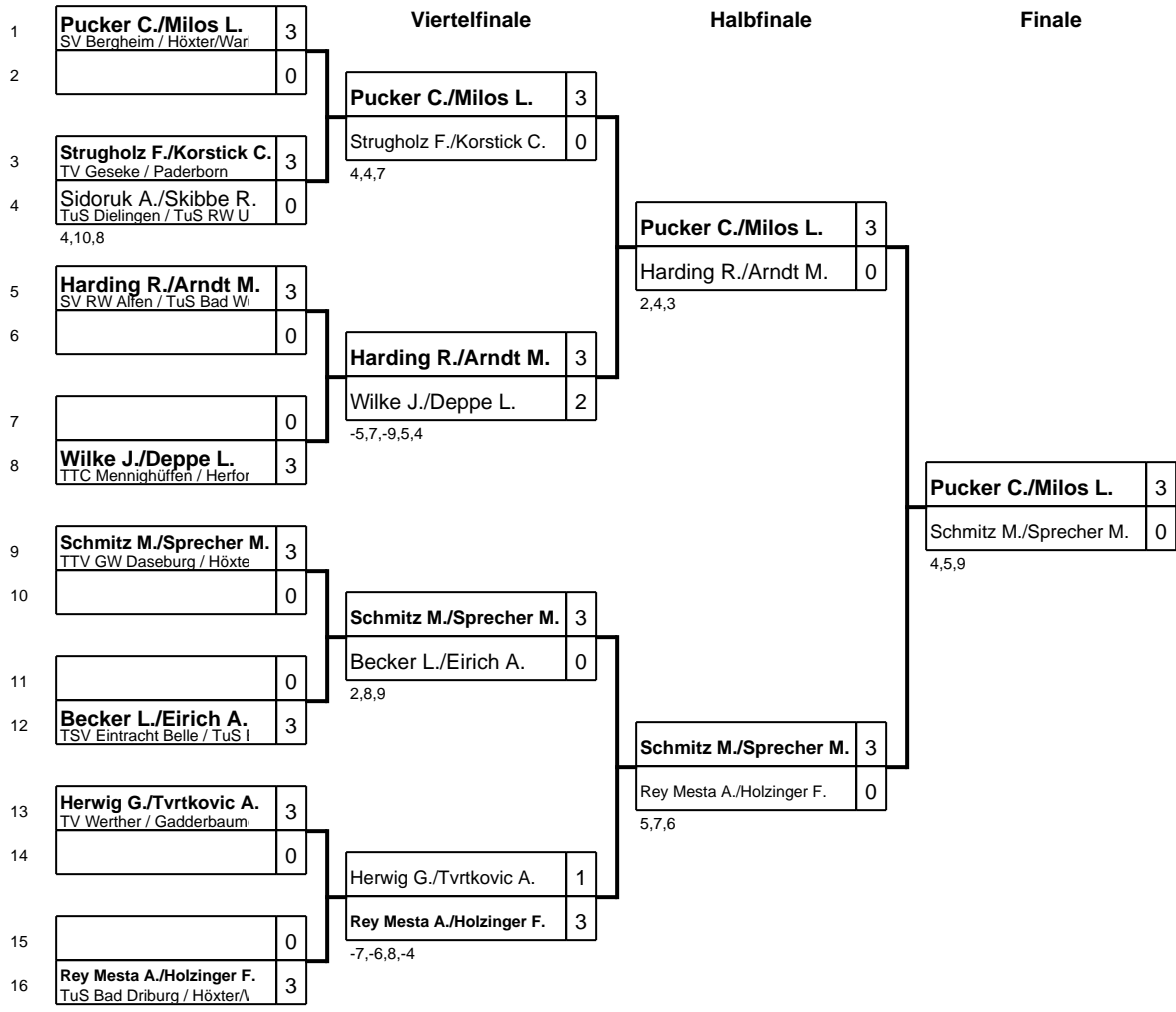 Viertelfinale
Halbfinale
Finale
1
Pucker C./Milos L.
3
SV Bergheim / Höxter/War
2
0
3
Strugholz F./Korstick C.
3
TV Geseke / Paderborn
4
Sidoruk A./Skibbe R.
0
TuS Dielingen / TuS RW U
4,10,8
5
Harding R./Arndt M.
3
SV RW Alfen / TuS Bad W
6
0
7
0
8
Wilke J./Deppe L.
3
TTC Mennighüffen / Herfor
9
Schmitz M./Sprecher M.
3
TTV GW Daseburg / Höxte
10
0
11
0
12
Becker L./Eirich A.
3
TSV Eintracht Belle / TuS
13
Herwig G./Tvrtkovic A.
3
TV Werther / Gadderbaum
14
0
15
0
16
Rey Mesta A./Holzinger F.
3
TuS Bad Driburg / Höxter/
Pucker C./Milos L.
3
Strugholz F./Korstick C.
0
4,4,7
Harding R./Arndt M.
3
Wilke J./Deppe L.
2
-5,7,-9,5,4
Schmitz M./Sprecher M.
3
Becker L./Eirich A.
0
2,8,9
Herwig G./Tvrtkovic A.
1
Rey Mesta A./Holzinger F.
3
-7,-6,8,-4
Pucker C./Milos L.
3
Harding R./Arndt M.
0
2,4,3
Schmitz M./Sprecher M.
3
Rey Mesta A./Holzinger F.
0
5,7,6
Pucker C./Milos L.
3
Schmitz M./Sprecher M.
0
4,5,9